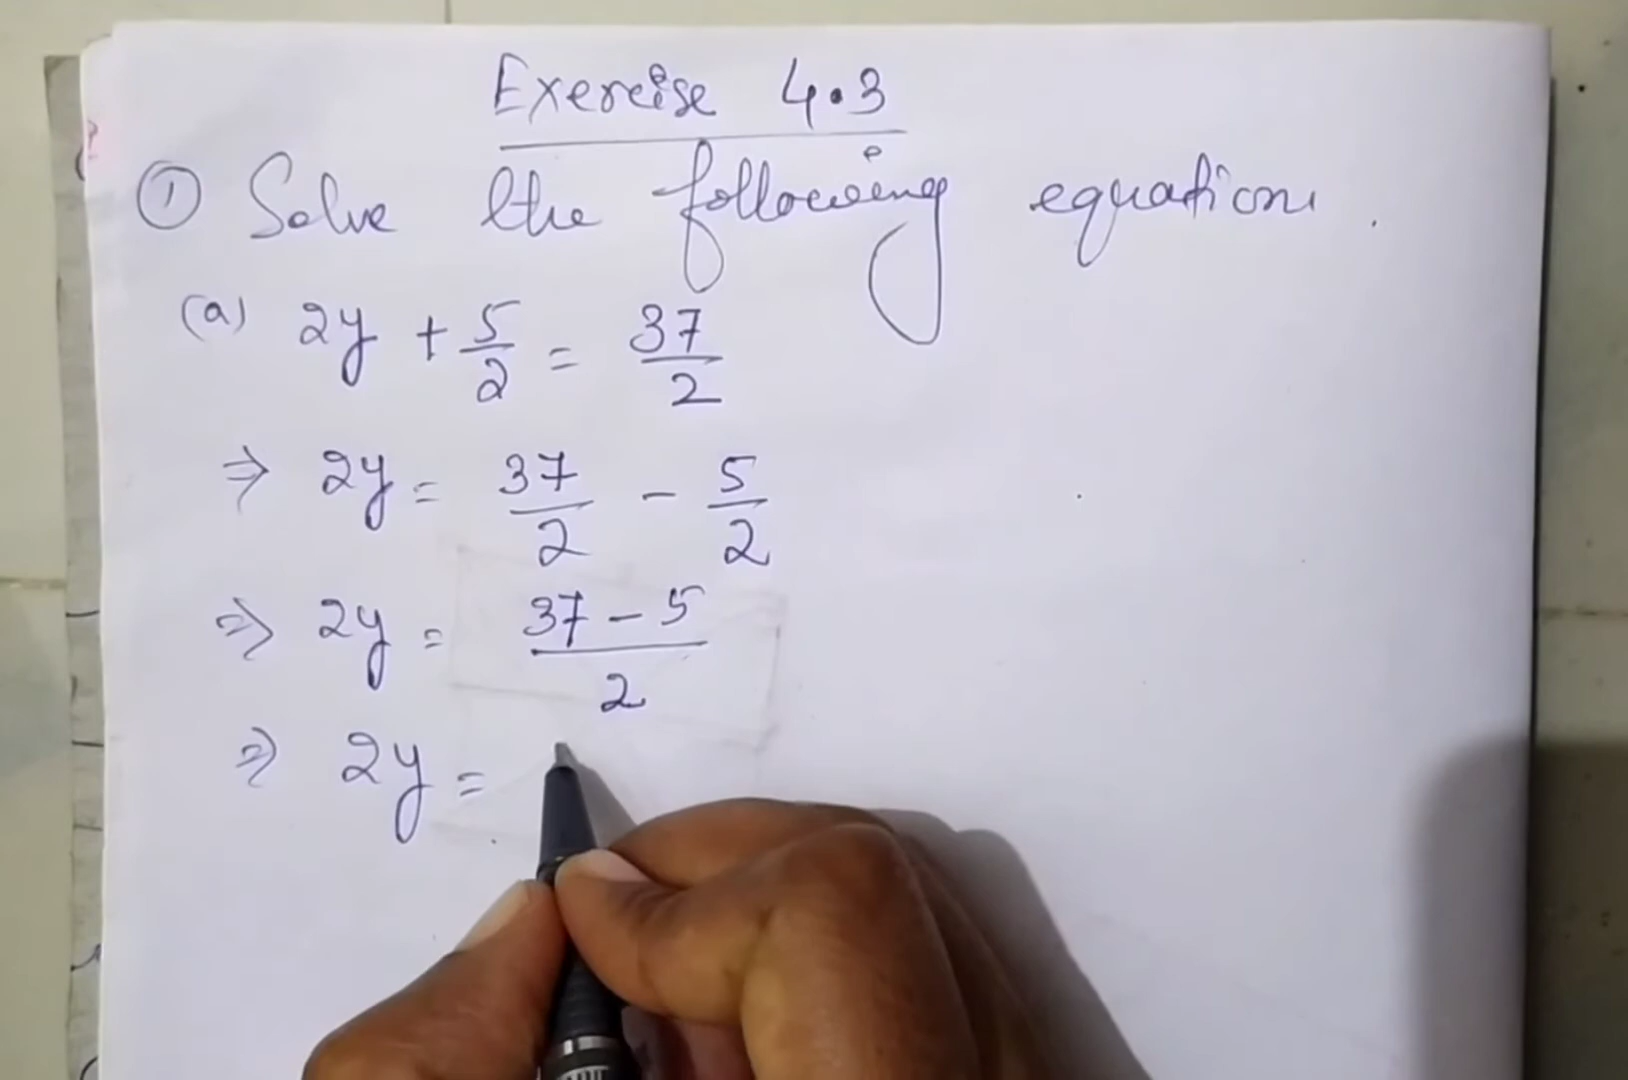 Exercise 4.3
① Solve the following equation.
(a) 2y + 5/2 = 37/2
⇒ 2y = 37/2 - 5/2
⇒ 2y = 37 - 5/2
⇒ 2y =